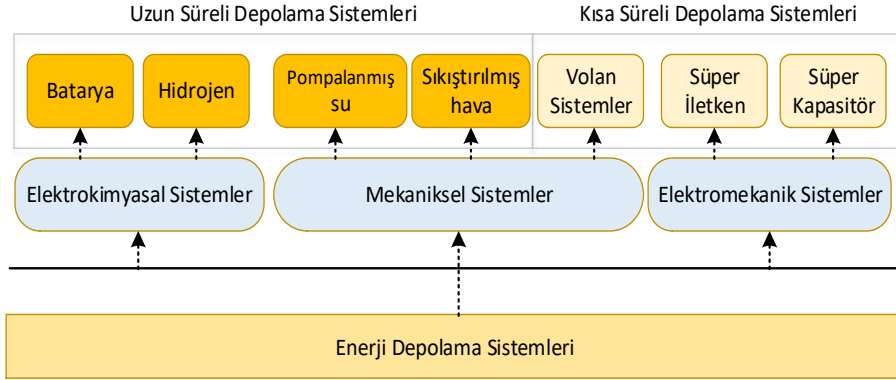 Uzun Süreli Depolama Sistemleri
Kısa Süreli Depolama Sistemleri
Batarya
Hidrojen
Pompalanmış
su
Sıkıştırılmış
hava
Volan
Sistemler
Süper
İletken
Süper
Kapasitör
Elektrokimyasal Sistemler
Mekaniksel Sistemler
Elektromekanik Sistemler
Enerji Depolama Sistemleri